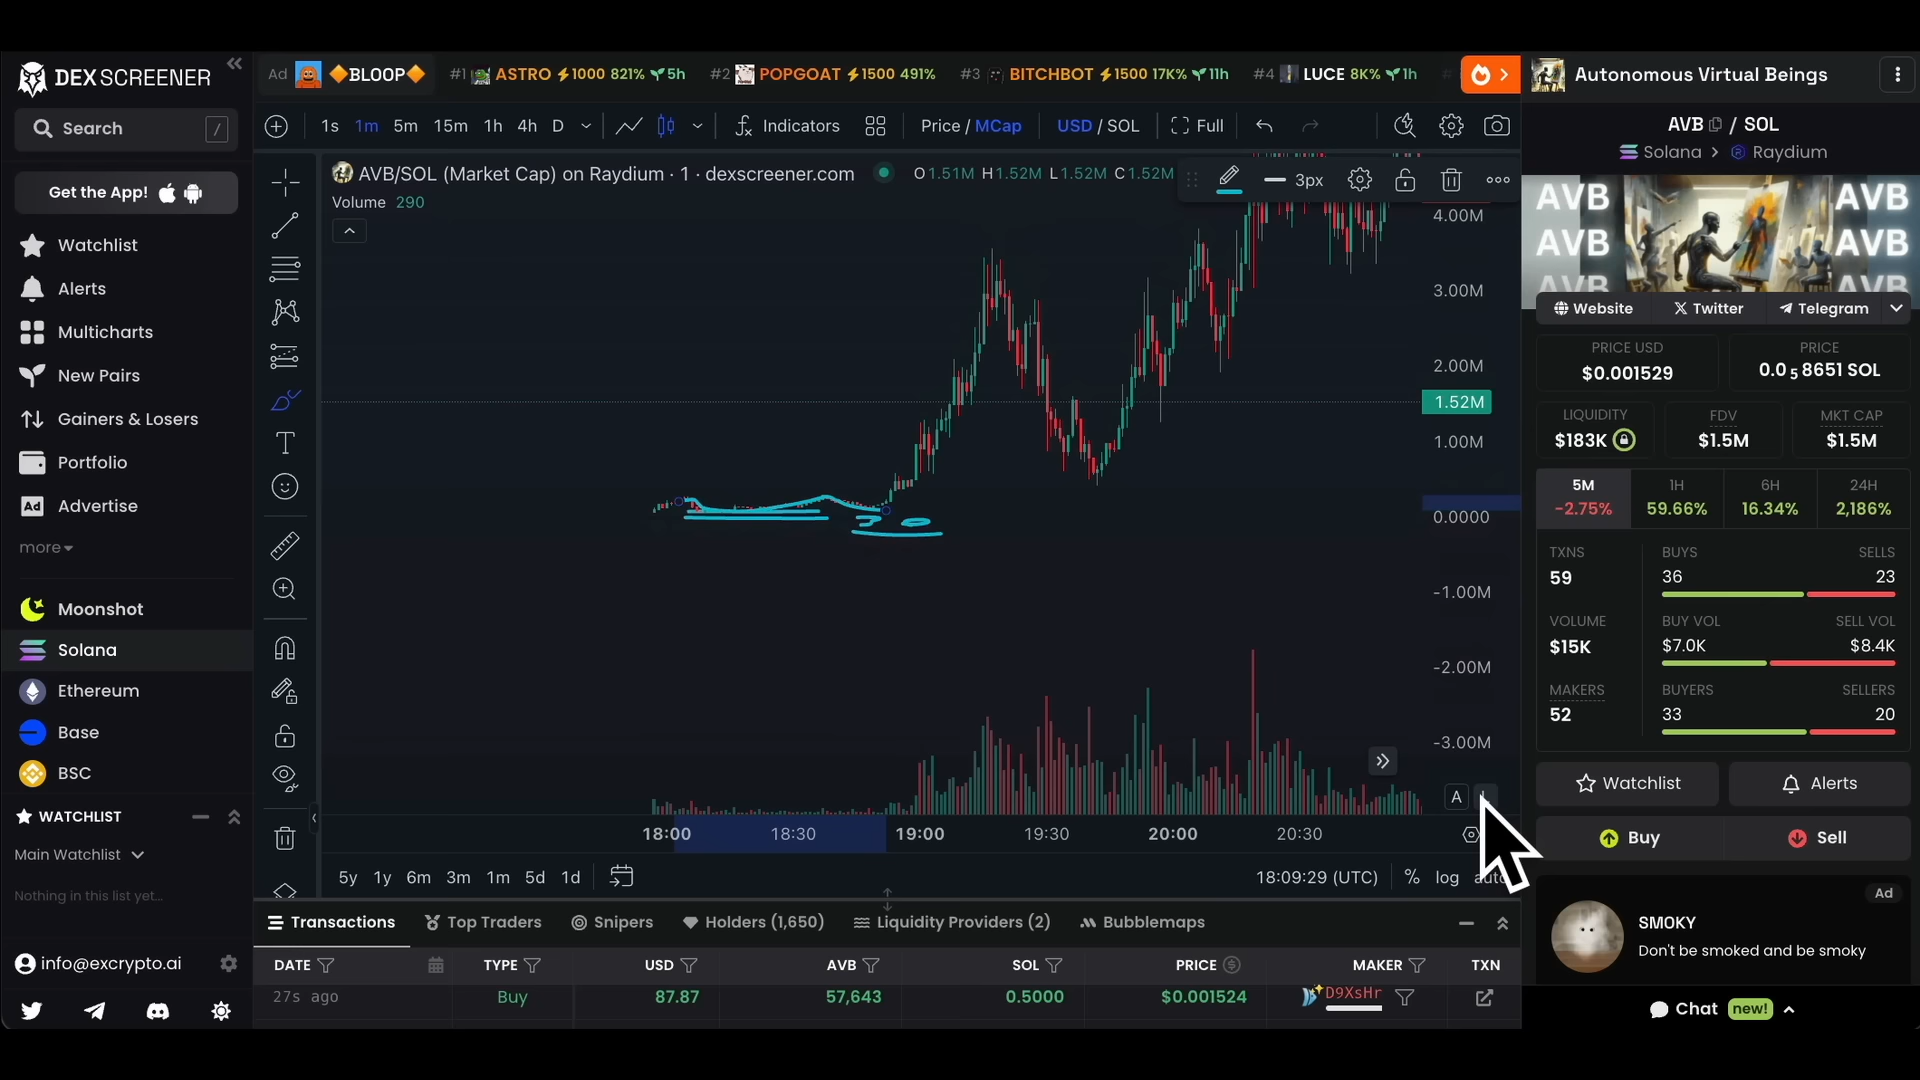 DEX SCREENER
Search /
Get the App!
Watchlist
Alerts
Multicharts
New Pairs
Gainers & Losers
Portfolio
Ad Advertise
more
Moonshot
Solana
Ethereum
Base
BSC
WATCHLIST
Main Watchlist
Nothing in this list yet...
info@excrypto.ai
Ad BLOOP #1 ASTRO 1000 821% 5h #2 POPGOAT 1500 491% #3 BITCHBOT 1500 17K% 11h #4 LUCE 8K% 1h
1s 1m 5m 15m 1h 4h D Indicators Price / MCap USD / SOL Full
AVB/SOL (Market Cap) on Raydium · 1 · dexscreener.com O1.51M H1.52M L1.52M C1.52M 3px
Volume 290
4.00M
3.00M
2.00M
1.52M
1.00M
0.0000
-1.00M
-2.00M
-3.00M
30
A
18:00 18:30 19:00 19:30 20:00 20:30
5y 1y 6m 3m 1m 5d 1d 18:09:29 (UTC) % log auto
Transactions Top Traders Snipers Holders (1,650) Liquidity Providers (2) Bubblemaps
DATE TYPE USD AVB SOL PRICE MAKER TXN
27s ago Buy 87.87 57,643 0.5000 $0.001524 D9XsHr
Autonomous Virtual Beings
AVB / SOL
Solana > Raydium
AVB AVB
AVB AVB
AVB AVB
Website Twitter Telegram
PRICE USD PRICE
$0.001529 0.0₅8651 SOL
LIQUIDITY FDV MKT CAP
$183K $1.5M $1.5M
5M 1H 6H 24H
-2.75% 59.66% 16.34% 2,186%
TXNS BUYS SELLS
59 36 23
VOLUME BUY VOL SELL VOL
$15K $7.0K $8.4K
MAKERS BUYERS SELLERS
52 33 20
Watchlist Alerts
Buy Sell
Ad
SMOKY
Don't be smoked and be smoky
Chat new!